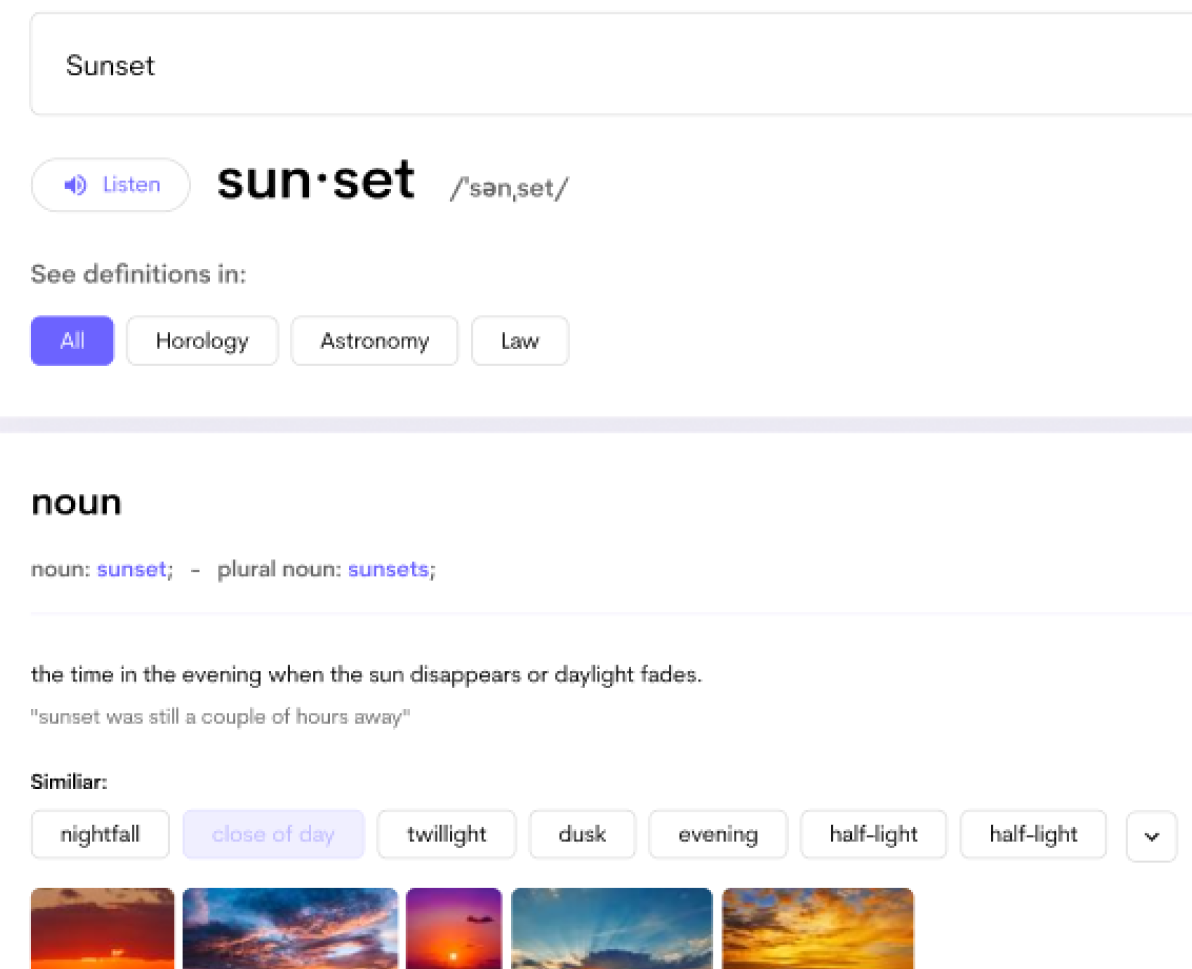 Sunset
Listen sun·set /ˈsənˌset/
See definitions in:
All Horology Astronomy Law
noun
noun: sunset; - plural noun: sunsets;
the time in the evening when the sun disappears or daylight fades.
"sunset was still a couple of hours away"
Similiar:
nightfall close of day twillight dusk evening half-light half-light